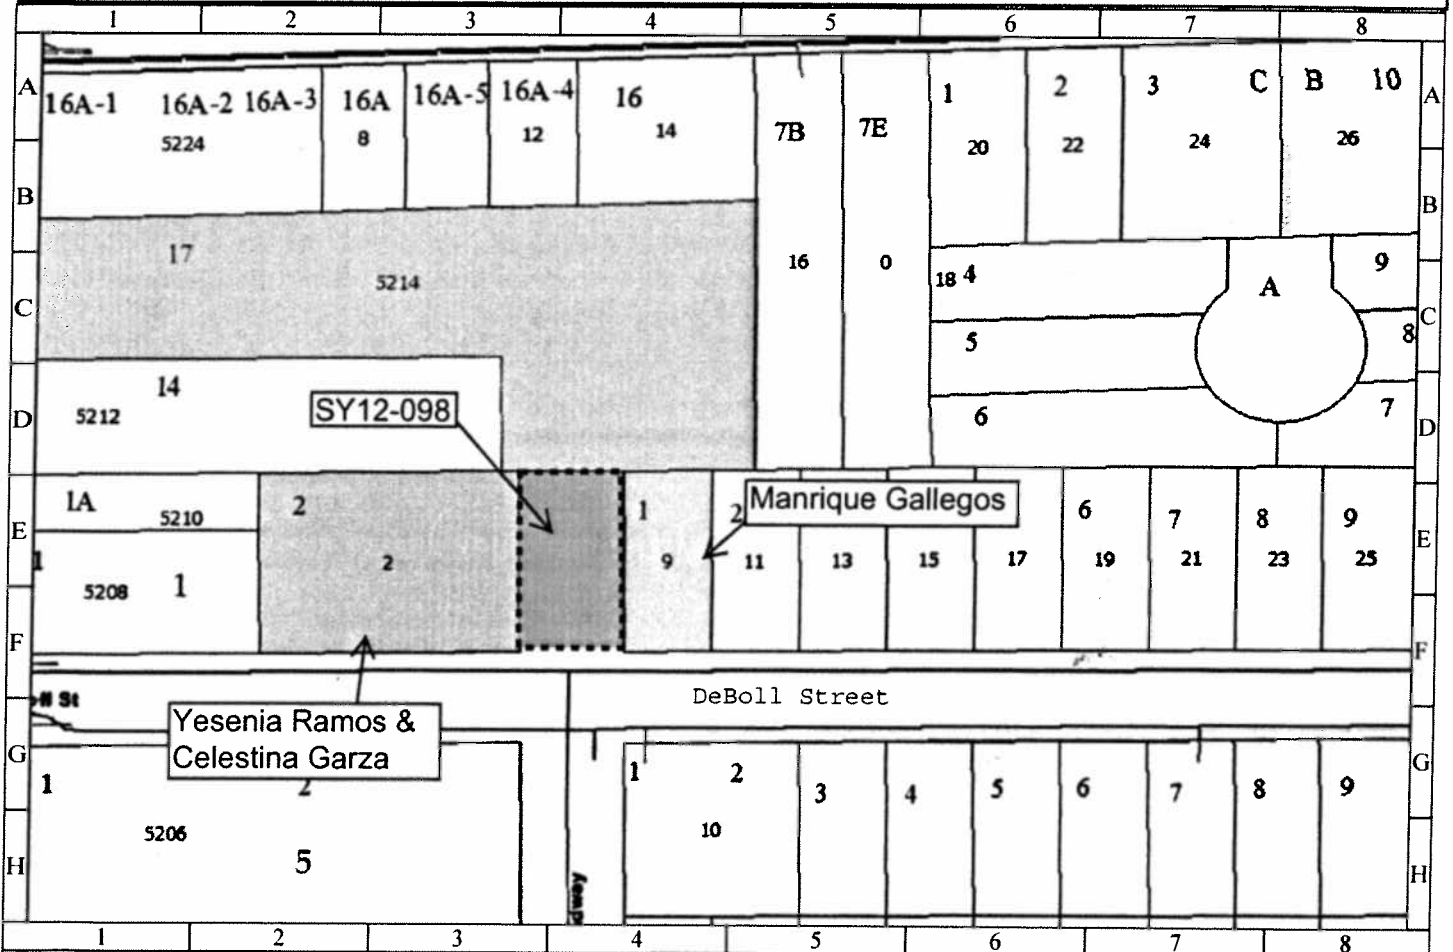 1 2 3 4 5 6 7 8
A A
16A-1 16A-2 16A-3 16A 16A-5 16A-4 16 1 2 3 C B 10
5224 8 12 14 7B 7E 20 22 24 26
B B
17 16 0 18 4 A 9
5214
C C
5 8
14
5212 SY12-098 6 7
D D
1A 2 1 2 Manrique Gallegos 6 7 8 9
5210
E E
1 2 9 11 13 15 17 19 21 23 25
5208 1
F F
St DeBoll Street
Yesenia Ramos &
Celestina Garza
G G
1 2 1 2 3 4 5 6 7 8 9
5206 10
5
H H
dway
1 2 3 4 5 6 7 8